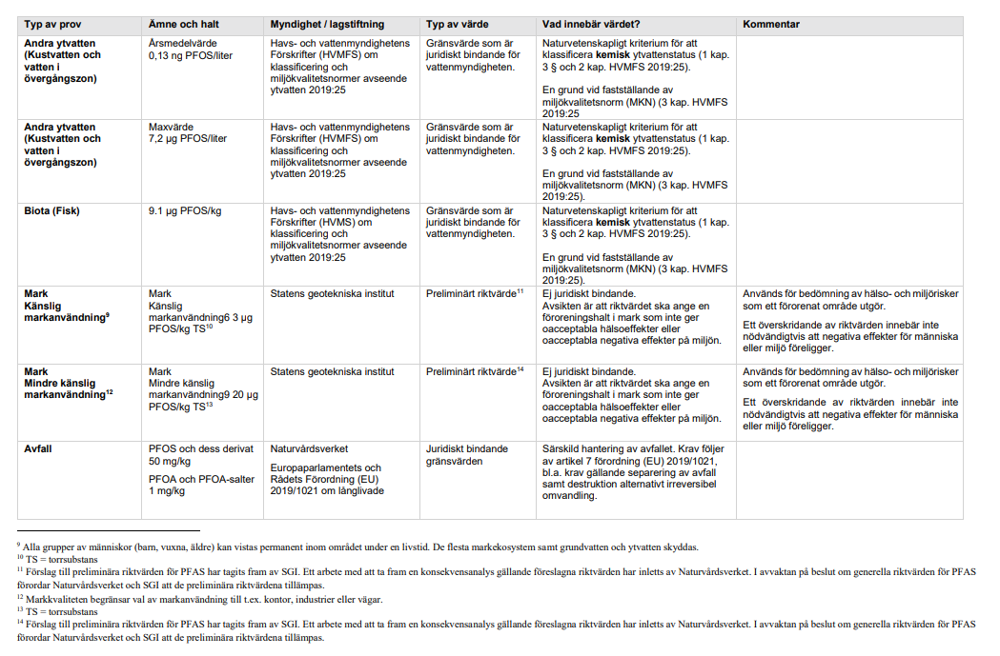 Typ av prov
Ämne och halt
Myndighet / lagstiftning
Typ av värde
Vad innebär värdet?
Kommentar
Andra ytvatten
(Kustvatten och
vatten i
övergångszon)
Årsmedelvärde
0,13 ng PFOS/liter
Havs- och vattenmyndighetens
Förskrifter (HVMFS) om
klassificering och
miljökvalitetsnormer avseende
ytvatten 2019:25
Gränsvärde som är
juridiskt bindande för
vattenmyndigheten.
Naturvetenskapligt kriterium för att
klassificera kemisk ytvattenstatus (1 kap.
3 § och 2 kap. HVMFS 2019:25).
En grund vid fastställande av
miljökvalitetsnorm (MKN) (3 kap. HVMFS
2019:25
Andra ytvatten
(Kustvatten och
vatten i
övergångszon)
Maxvärde
7,2 µg PFOS/liter
Havs- och vattenmyndighetens
Förskrifter (HVMFS) om
klassificering och
miljökvalitetsnormer avseende
ytvatten 2019:25
Gränsvärde som är
juridiskt bindande för
vattenmyndigheten.
Naturvetenskapligt kriterium för att
klassificera kemisk ytvattenstatus (1 kap.
3 § och 2 kap. HVMFS 2019:25).
En grund vid fastställande av
miljökvalitetsnorm (MKN) (3 kap. HVMFS
2019:25).
Biota (Fisk)
9.1 µg PFOS/kg
Havs- och vattenmyndighetens
Förskrifter (HVMS) om
klassificering och
miljökvalitetsnormer avseende
ytvatten 2019:25
Gränsvärde som är
juridiskt bindande för
vattenmyndigheten.
Naturvetenskapligt kriterium för att
klassificera kemisk ytvattenstatus (1 kap.
3 § och 2 kap. HVMFS 2019:25).
En grund vid fastställande av
miljökvalitetsnorm (MKN) (3 kap. HVMFS
2019:25).
Mark
Känslig
markanvändning⁹
Mark
Känslig
markanvändning6 3 µg
PFOS/kg TS¹⁰
Statens geotekniska institut
Preliminärt riktvärde¹¹
Ej juridiskt bindande.
Avsikten är att riktvärdet ska ange en
föroreningshalt i mark som inte ger
oacceptabla hälsoeffekter eller
oacceptabla negativa effekter på miljön.
Används för bedömning av hälso- och miljörisker
som ett förorenat område utgör.
Ett överskridande av riktvärden innebär inte
nödvändigtvis att negativa effekter för människa
eller miljö föreligger.
Mark
Mindre känslig
markanvändning¹²
Mark
Mindre känslig
markanvändning9 20 µg
PFOS/kg TS¹³
Statens geotekniska institut
Preliminärt riktvärde¹⁴
Ej juridiskt bindande.
Avsikten är att riktvärdet ska ange en
föroreningshalt i mark som inte ger
oacceptabla hälsoeffekter eller
oacceptabla negativa effekter på miljön.
Används för bedömning av hälso- och miljörisker
som ett förorenat område utgör.
Ett överskridande av riktvärden innebär inte
nödvändigtvis att negativa effekter för människa
eller miljö föreligger.
Avfall
PFOS och dess derivat
50 mg/kg
PFOA och PFOA-salter
1 mg/kg
Naturvårdsverket
Europaparlamentets och
Rådets Förordning (EU)
2019/1021 om långlivade
Juridiskt bindande
gränsvärden
Särskild hantering av avfallet. Krav följer
av artikel 7 förordning (EU) 2019/1021,
bl.a. krav gällande separering av avfall
samt destruktion alternativt irreversibel
omvandling.
⁹ Alla grupper av människor (barn, vuxna, äldre) kan vistas permanent inom området under en livstid. De flesta markekosystem samt grundvatten och ytvatten skyddas.
¹⁰ TS = torrsubstans
¹¹ Förslag till preliminära riktvärden för PFAS har tagits fram av SGI. Ett arbete med att ta fram en konsekvensanalys gällande föreslagna riktvärden har inletts av Naturvårdsverket. I avvaktan på beslut om generella riktvärden för PFAS
förordar Naturvårdsverket och SGI att de preliminära riktvärdena tillämpas.
¹² Markkvaliteten begränsar val av markanvändning till t.ex. kontor, industrier eller vägar.
¹³ TS = torrsubstans
¹⁴ Förslag till preliminära riktvärden för PFAS har tagits fram av SGI. Ett arbete med att ta fram en konsekvensanalys gällande föreslagna riktvärden har inletts av Naturvårdsverket. I avvaktan på beslut om generella riktvärden för PFAS
förordar Naturvårdsverket och SGI att de preliminära riktvärdena tillämpas.